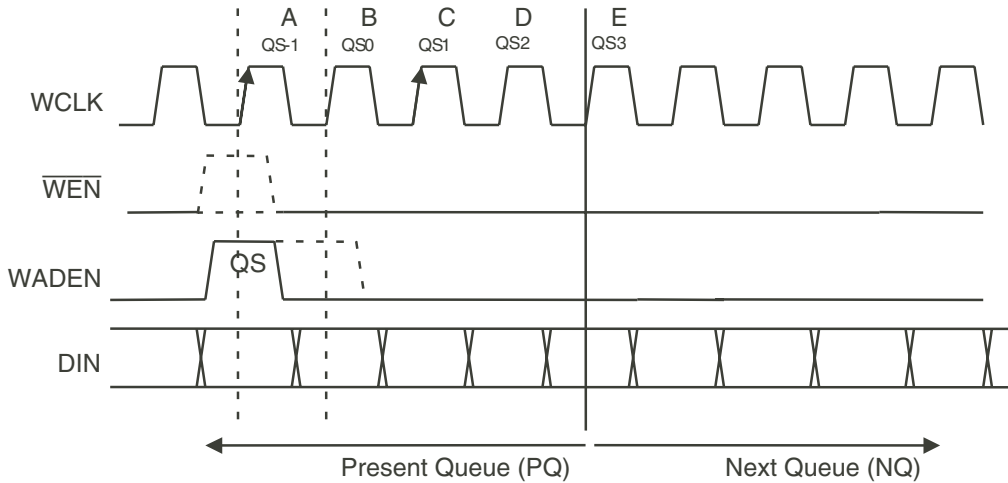 A B C D E
QS-1 QS0 QS1 QS2 QS3
WCLK
WEN
QS
WADEN
DIN
Present Queue (PQ) Next Queue (NQ)